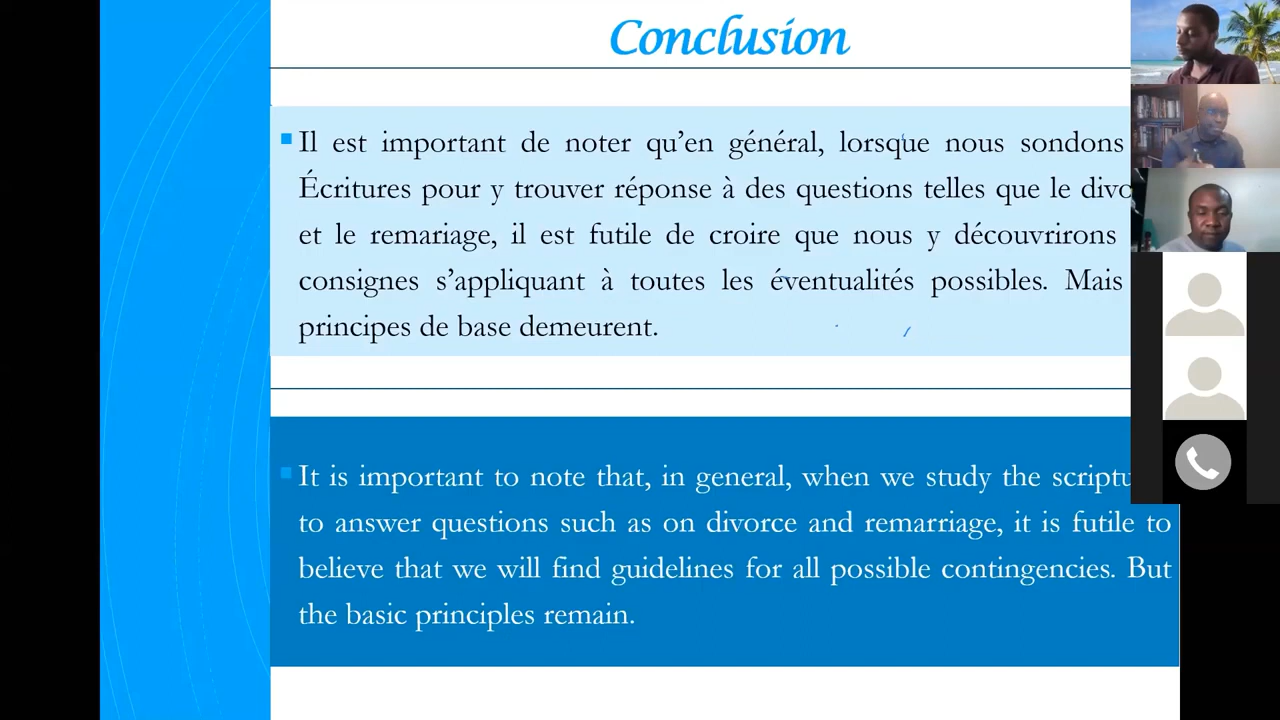 Conclusion
Il est important de noter qu’en général, lorsque nous sondons
Écritures pour y trouver réponse à des questions telles que le divo
et le remariage, il est futile de croire que nous y découvrirons
consignes s’appliquant à toutes les éventualités possibles. Mais
principes de base demeurent.
It is important to note that, in general, when we study the scriptu
to answer questions such as on divorce and remarriage, it is futile to
believe that we will find guidelines for all possible contingencies. But
the basic principles remain.